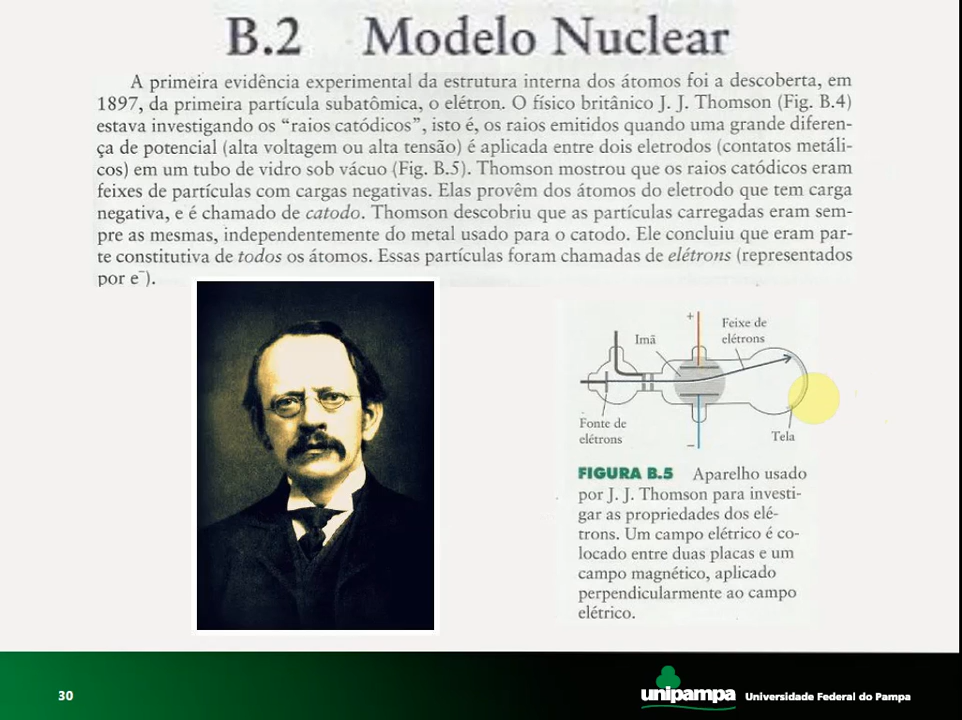 B.2 Modelo Nuclear
A primeira evidência experimental da estrutura interna dos átomos foi a descoberta, em
1897, da primeira partícula subatômica, o elétron. O físico britânico J. J. Thomson (Fig. B.4)
estava investigando os “raios catódicos”, isto é, os raios emitidos quando uma grande diferen-
ça de potencial (alta voltagem ou alta tensão) é aplicada entre dois eletrodos (contatos metáli-
cos) em um tubo de vidro sob vácuo (Fig. B.5). Thomson mostrou que os raios catódicos eram
feixes de partículas com cargas negativas. Elas provêm dos átomos do eletrodo que tem carga
negativa, e é chamado de catodo. Thomson descobriu que as partículas carregadas eram sem-
pre as mesmas, independentemente do metal usado para o catodo. Ele concluiu que eram par-
te constitutiva de todos os átomos. Essas partículas foram chamadas de elétrons (representados
por e⁻).
+
Feixe de
elétrons
Imã
Fonte de
elétrons
−
Tela
FIGURA B.5 Aparelho usado
por J. J. Thomson para investi-
gar as propriedades dos elé-
trons. Um campo elétrico é co-
locado entre duas placas e um
campo magnético, aplicado
perpendicularmente ao campo
elétrico.
30
unipampa Universidade Federal do Pampa